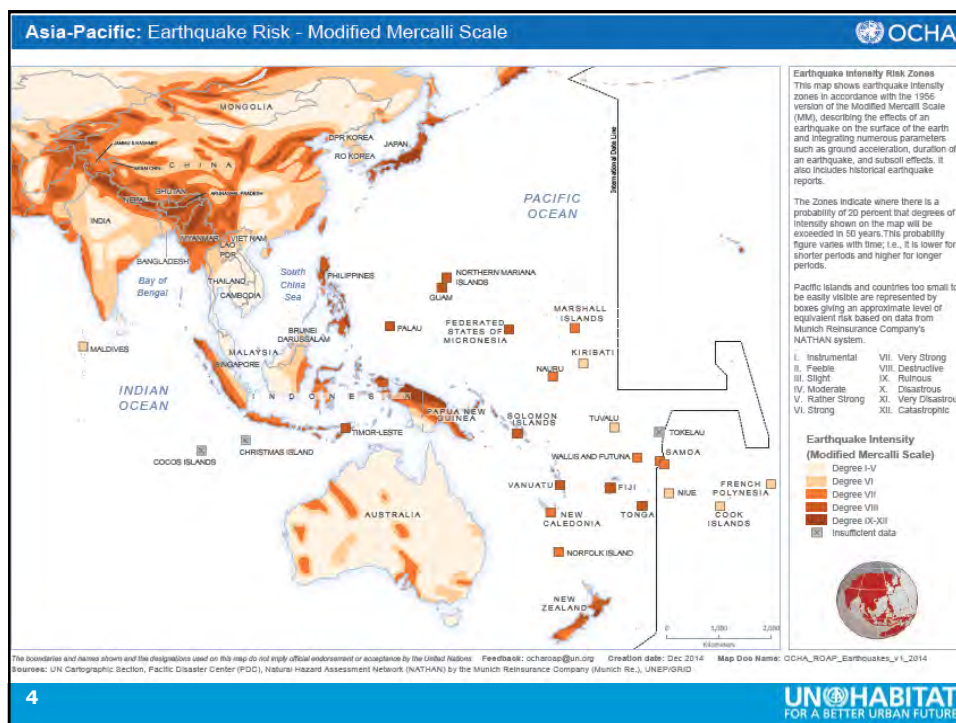 Asia-Pacific: Earthquake Risk - Modified Mercalli Scale
OCHA
Earthquake Intensity Risk Zones
This map shows earthquake intensity
zones in accordance with the 1956
version of the Modified Mercalli Scale
(MM), describing the effects of an
earthquake on the surface of the earth
and integrating numerous parameters
such as ground acceleration, duration of
an earthquake, and subsoil effects. It
also includes historical earthquake
reports.
The Zones indicate where there is a
probability of 20 percent that degrees of
intensity shown on the map will be
exceeded in 50 years. This probability
figure varies with time; i.e., it is lower for
shorter periods and higher for longer
periods.
Pacific islands and countries too small to
be easily visible are represented by
boxes giving an approximate level of
equivalent risk based on data from
Munich Reinsurance Company's
NATHAN system.
I. Instrumental VII. Very Strong
II. Feeble VIII. Destructive
III. Slight IX. Ruinous
IV. Moderate X. Disastrous
V. Rather Strong XI. Very Disastrous
VI. Strong XII. Catastrophic
Earthquake Intensity
(Modified Mercalli Scale)
Degree I-V
Degree VI
Degree VII
Degree VIII
Degree IX-XII
Insufficient data
MONGOLIA
DPR KOREA
RO KOREA
JAPAN
JAMMU & KASHMIR
AKSAI CHIN
CHINA
BHUTAN
ARUNACHAL PRADESH
NEPAL
INDIA
MYANMAR
VIET NAM
LAO
PDR
BANGLADESH
THAILAND
CAMBODIA
Bay of
Bengal
South
China
Sea
PHILIPPINES
PACIFIC
OCEAN
International Date Line
NORTHERN MARIANA
ISLANDS
GUAM
PALAU
FEDERATED
STATES OF
MICRONESIA
MARSHALL
ISLANDS
KIRIBATI
NAURU
MALDIVES
BRUNEI
DARUSSALAM
MALAYSIA
SINGAPORE
INDIAN
OCEAN
INDONESIA
PAPUA NEW
GUINEA
SOLOMON
ISLANDS
TUVALU
TOKELAU
TIMOR-LESTE
CHRISTMAS ISLAND
COCOS ISLANDS
WALLIS AND FUTUNA
SAMOA
VANUATU
FIJI
NIUE
FRENCH
POLYNESIA
COOK
ISLANDS
TONGA
NEW
CALEDONIA
AUSTRALIA
NORFOLK ISLAND
NEW
ZEALAND
0 1,000 2,000
Kilometers
The boundaries and names shown and the designations used on this map do not imply official endorsement or acceptance by the United Nations. Feedback: ocharoap@un.org Creation date: Dec 2014 Map Doc Name: OCHA_ROAP_Earthquakes_v1_2014
Sources: UN Cartographic Section, Pacific Disaster Center (PDC), Natural Hazard Assessment Network (NATHAN) by the Munich Reinsurance Company (Munich Re.), UNEP/GRID
4
UN HABITAT
FOR A BETTER URBAN FUTURE